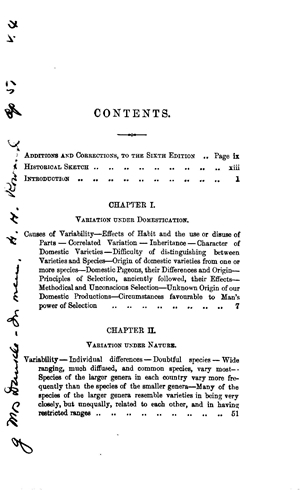 CONTENTS.
ADDITIONS AND CORRECTIONS, TO THE SIXTH EDITION .. Page ix
HISTORICAL SKETCH .. .. .. .. .. .. .. .. .. xiii
INTRODUCTION .. .. .. .. .. .. .. .. .. .. 1
CHAPTER I.
VARIATION UNDER DOMESTICATION.
Causes of Variability—Effects of Habit and the use or disuse of
Parts — Correlated Variation — Inheritance — Character of
Domestic Varieties — Difficulty of distinguishing between
Varieties and Species—Origin of domestic varieties from one or
more species—Domestic Pigeons, their Differences and Origin—
Principles of Selection, anciently followed, their Effects—
Methodical and Unconscious Selection—Unknown Origin of our
Domestic Productions—Circumstances favourable to Man's
power of Selection .. .. .. .. .. .. .. .. 7
CHAPTER II.
VARIATION UNDER NATURE.
Variability — Individual differences — Doubtful species — Wide
ranging, much diffused, and common species, vary most—
Species of the larger genera in each country vary more fre-
quently than the species of the smaller genera—Many of the
species of the larger genera resemble varieties in being very
closely, but unequally, related to each other, and in having
restricted ranges .. .. .. .. .. .. .. .. .. 51
Mrs